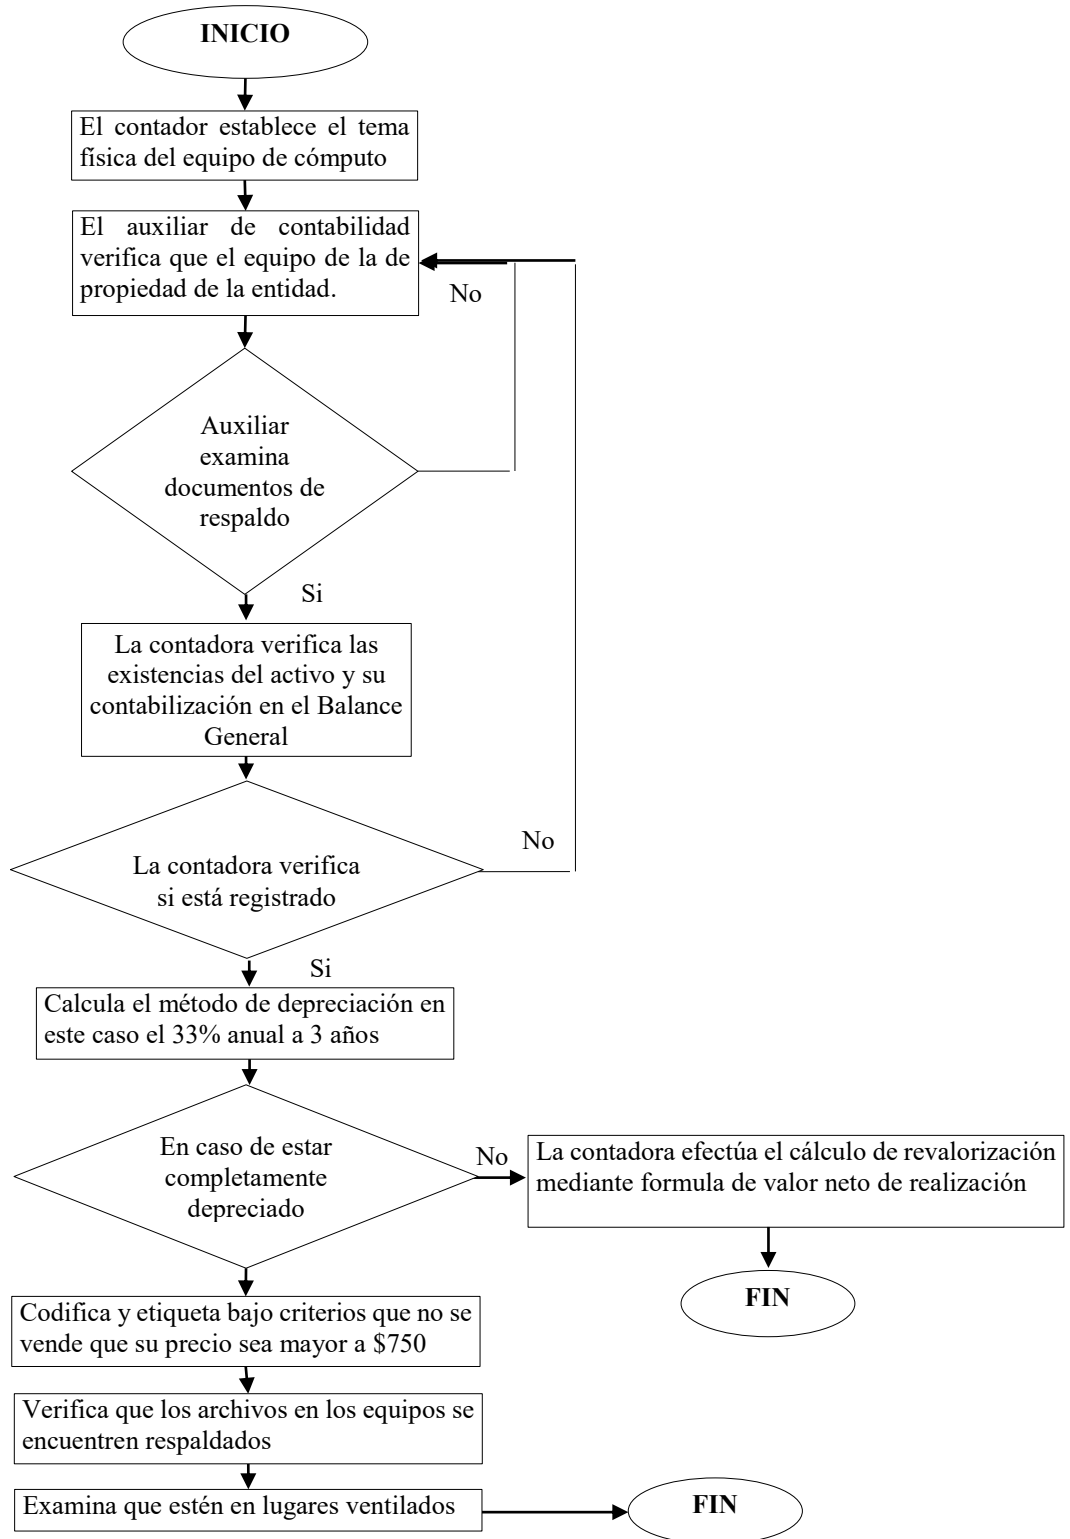 INICIO
El contador establece el tema
física del equipo de cómputo
El auxiliar de contabilidad
verifica que el equipo de la de
propiedad de la entidad.
No
Auxiliar
examina
documentos de
respaldo
Si
La contadora verifica las
existencias del activo y su
contabilización en el Balance
General
No
La contadora verifica
si está registrado
Si
Calcula el método de depreciación en
este caso el 33% anual a 3 años
En caso de estar
completamente
depreciado
No
La contadora efectúa el cálculo de revalorización
mediante formula de valor neto de realización
FIN
Codifica y etiqueta bajo criterios que no se
vende que su precio sea mayor a $750
Verifica que los archivos en los equipos se
encuentren respaldados
Examina que estén en lugares ventilados
FIN